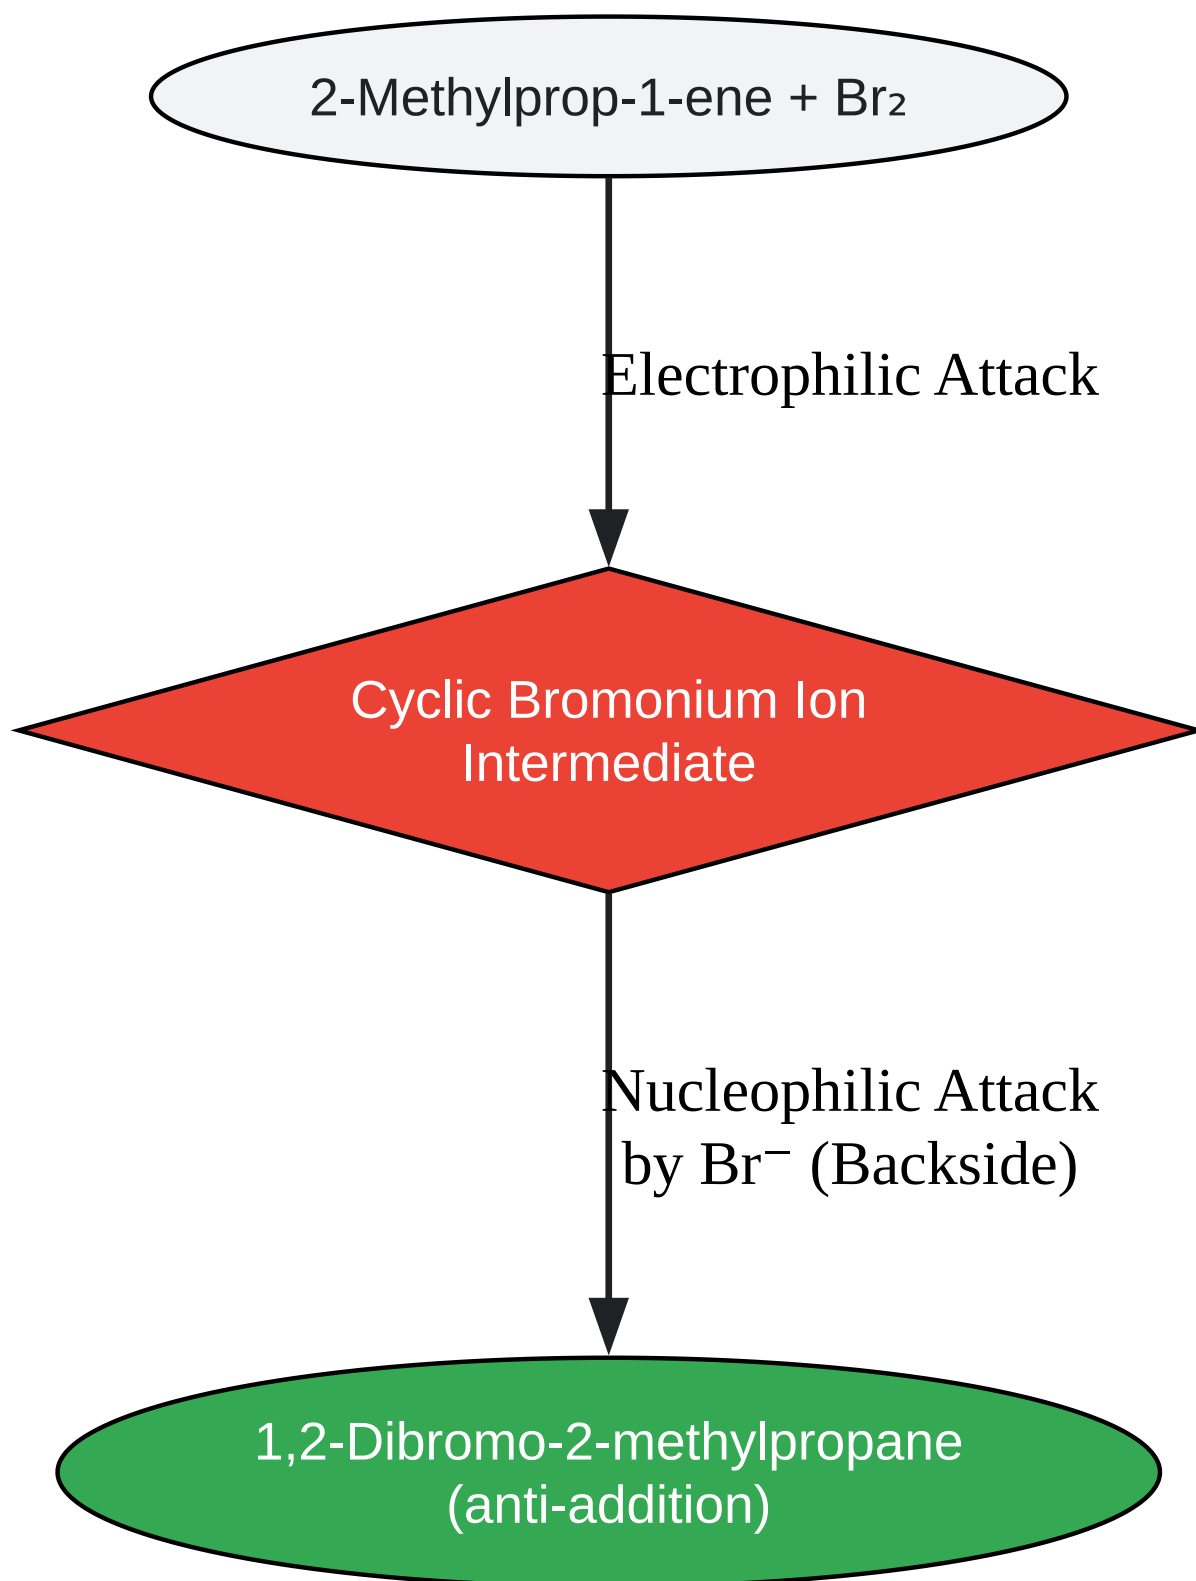 2-Methylprop-1-ene + Br₂
Electrophilic Attack
Cyclic Bromonium Ion
Intermediate
Nucleophilic Attack
by Br⁻ (Backside)
1,2-Dibromo-2-methylpropane
(anti-addition)